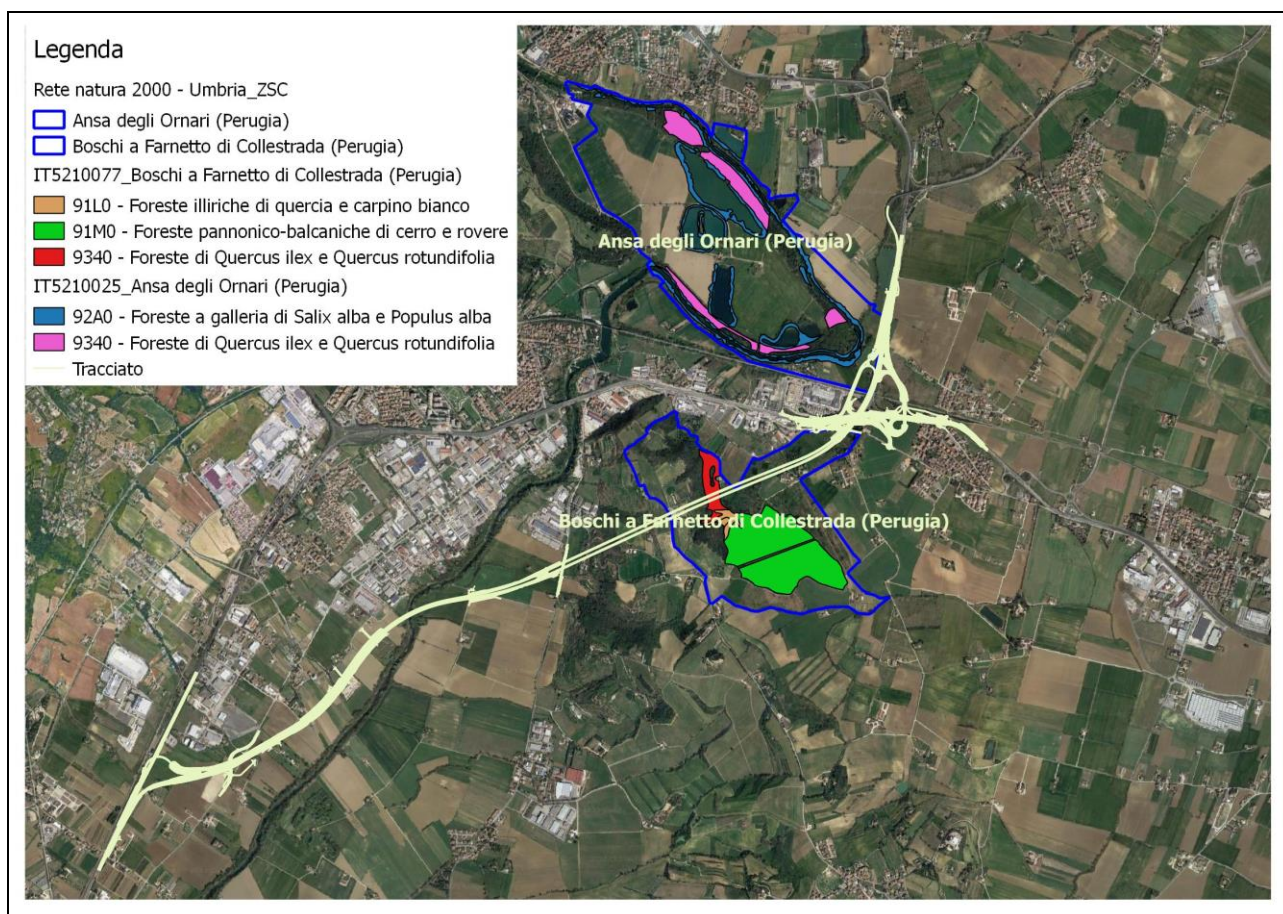 Legenda
Rete natura 2000 - Umbria_ZSC
Ansa degli Ornari (Perugia)
Boschi a Farnetto di Collestrada (Perugia)
IT5210077_Boschi a Farnetto di Collestrada (Perugia)
91L0 - Foreste illiriche di quercia e carpino bianco
91M0 - Foreste pannonico-balcaniche di cerro e rovere
9340 - Foreste di Quercus ilex e Quercus rotundifolia
IT5210025_Ansa degli Ornari (Perugia)
92A0 - Foreste a galleria di Salix alba e Populus alba
9340 - Foreste di Quercus ilex e Quercus rotundifolia
Tracciato
Ansa degli Ornari (Perugia)
Boschi a Farnetto di Collestrada (Perugia)